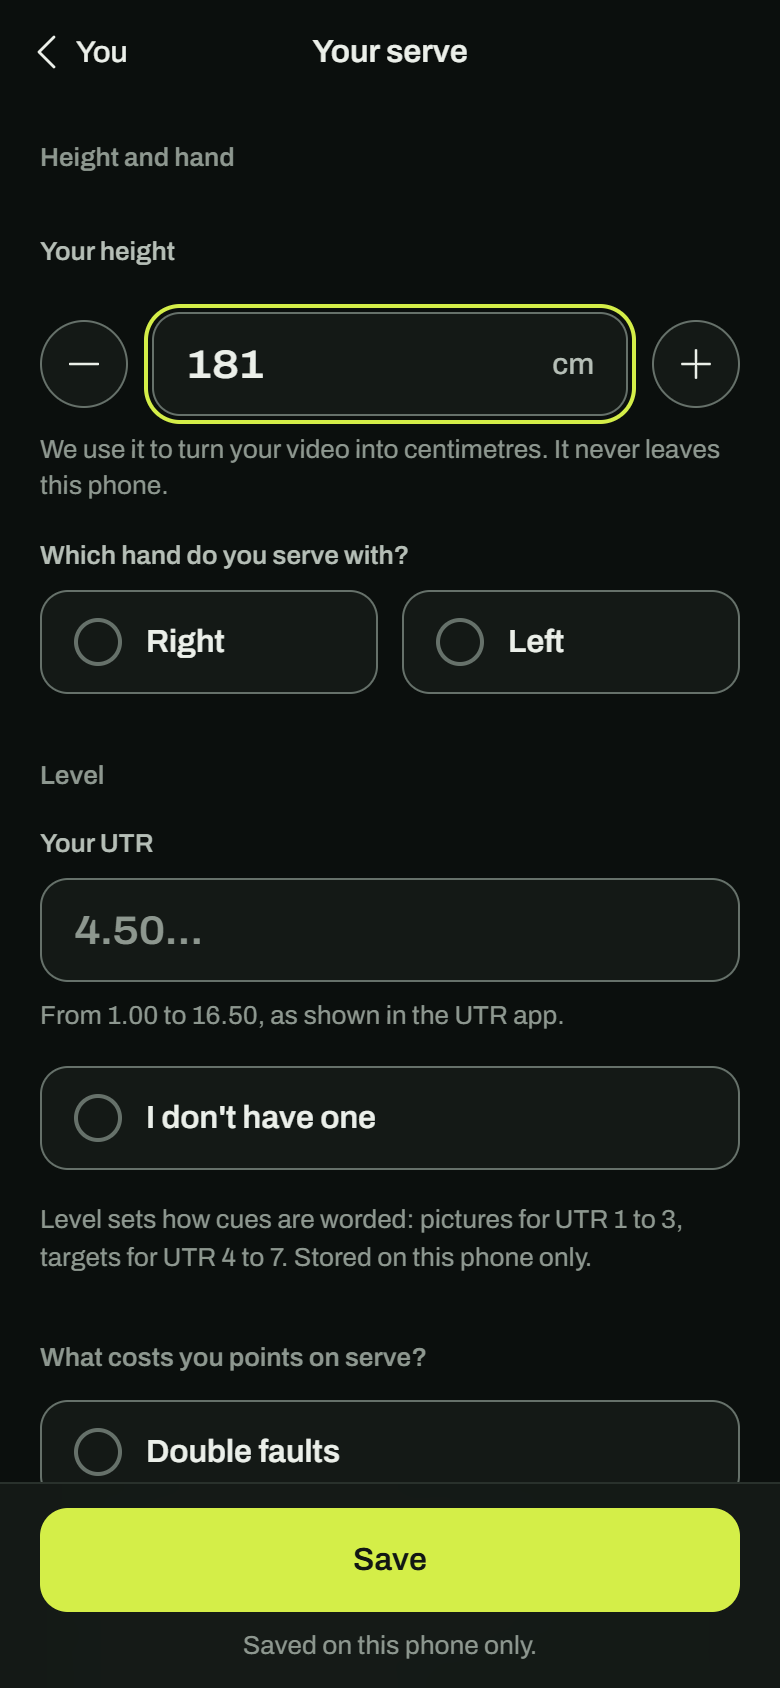 You
Your serve
Height and hand
Your height
181 cm
We use it to turn your video into centimetres. It never leaves
this phone.
Which hand do you serve with?
Right
Left
Level
Your UTR
4.50...
From 1.00 to 16.50, as shown in the UTR app.
I don't have one
Level sets how cues are worded: pictures for UTR 1 to 3,
targets for UTR 4 to 7. Stored on this phone only.
What costs you points on serve?
Double faults
Save
Saved on this phone only.